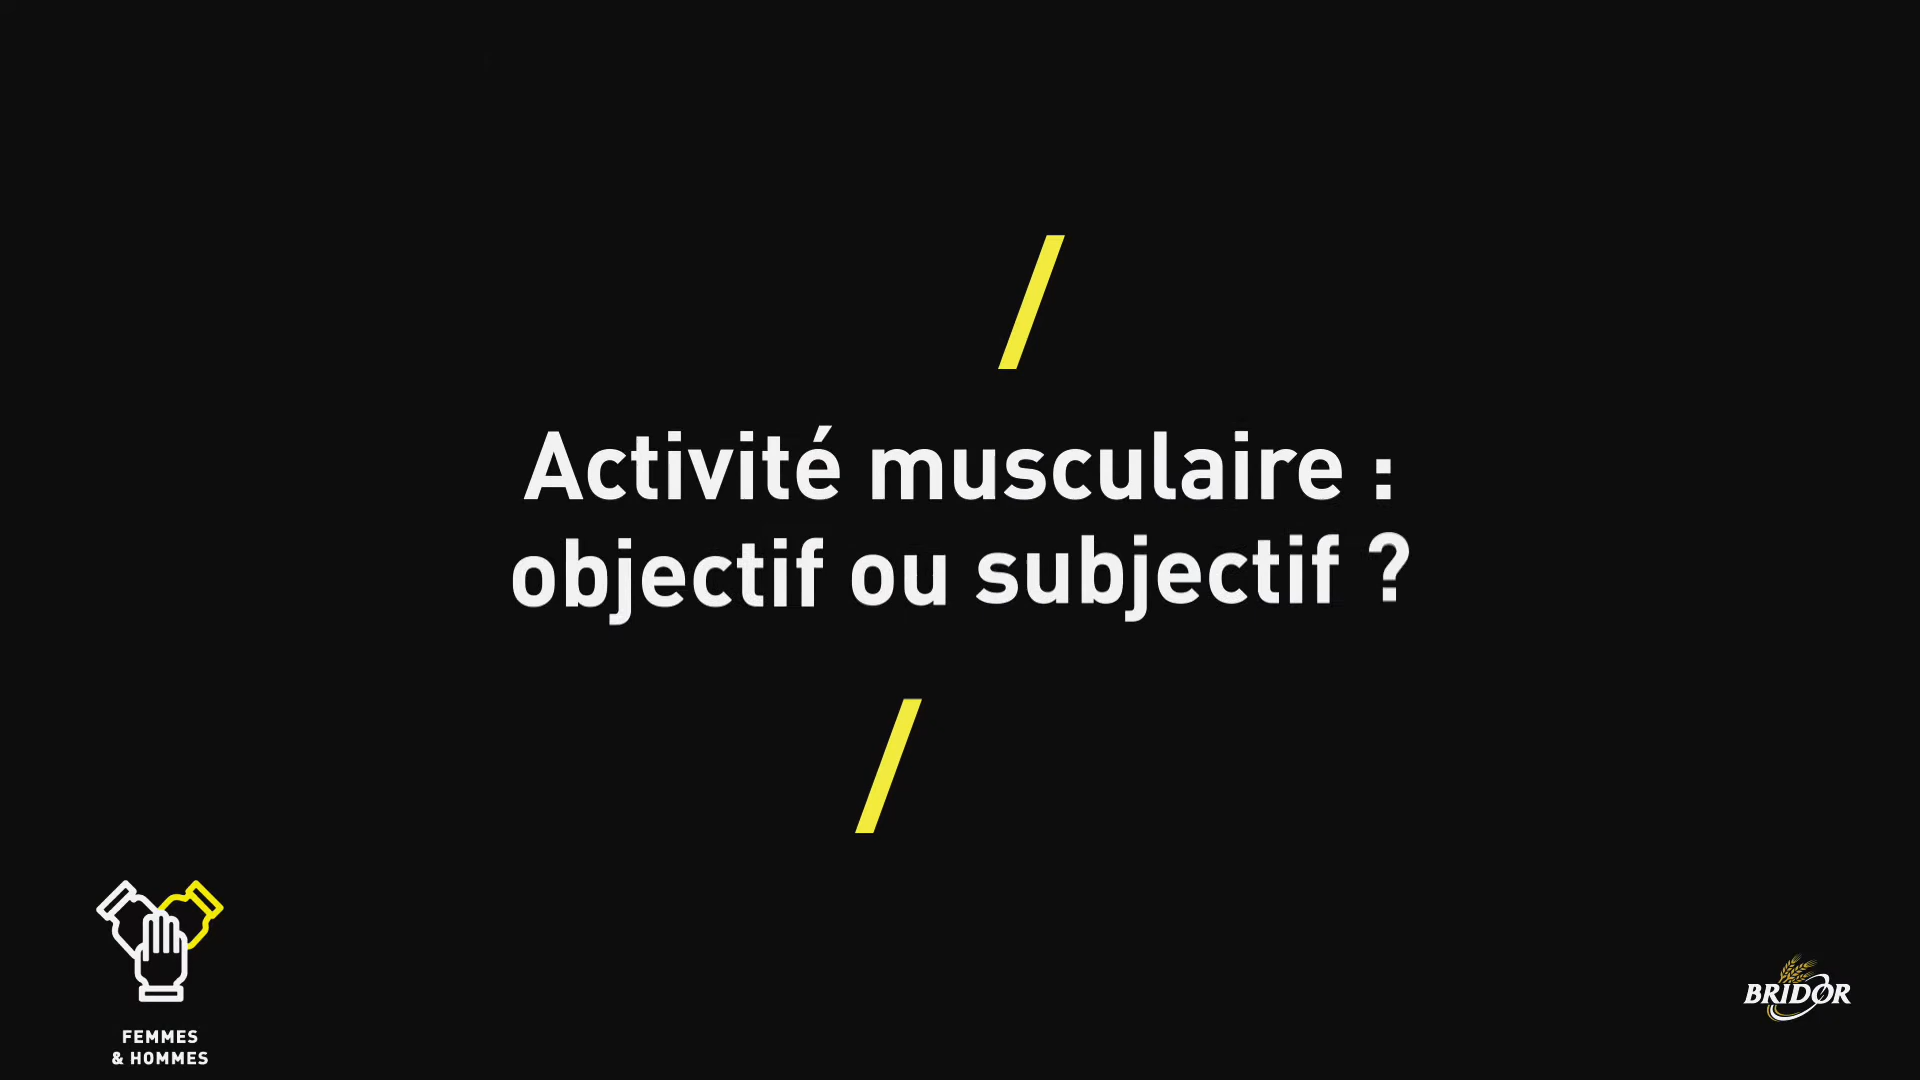 Activité musculaire :
objectif ou subjectif ?
FEMMES
& HOMMES
BRIDOR